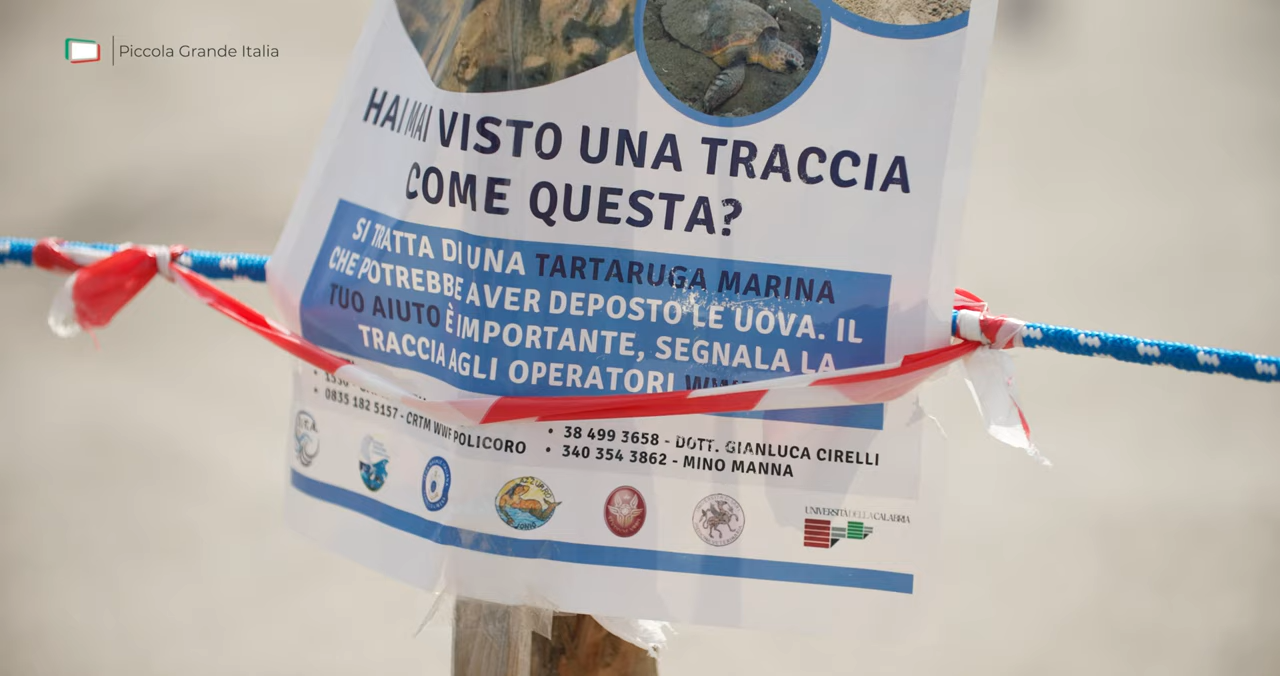 Piccola Grande Italia
HAI MAI VISTO UNA TRACCIA
COME QUESTA?
SI TRATTA DI UNA TARTARUGA MARINA
CHE POTREBBE AVER DEPOSTO LE UOVA. IL
TUO AIUTO È IMPORTANTE, SEGNALA LA
TRACCIA AGLI OPERATORI
• 0835 182 5157 - CRTM WWF POLICORO
• 38 499 3658 - DOTT. GIANLUCA CIRELLI
• 340 354 3862 - MINO MANNA
UNIVERSITÀ DELLA CALABRIA